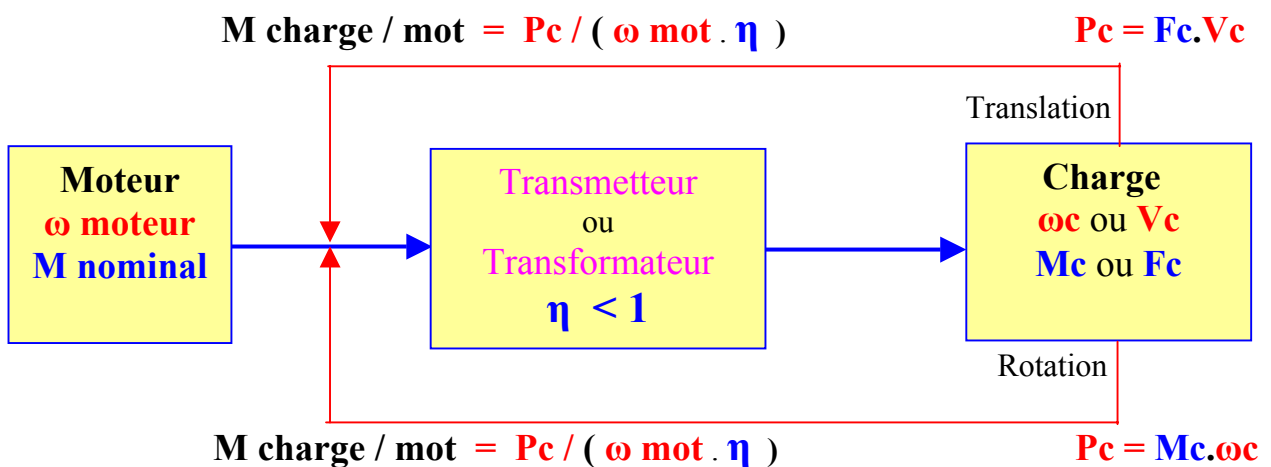 M charge / mot = Pc / ( ω mot . η )
Pc = Fc.Vc
Translation
Moteur
ω moteur
M nominal
Transmetteur
ou
Transformateur
η < 1
Charge
ωc ou Vc
Mc ou Fc
Rotation
M charge / mot = Pc / ( ω mot . η )
Pc = Mc.ωc